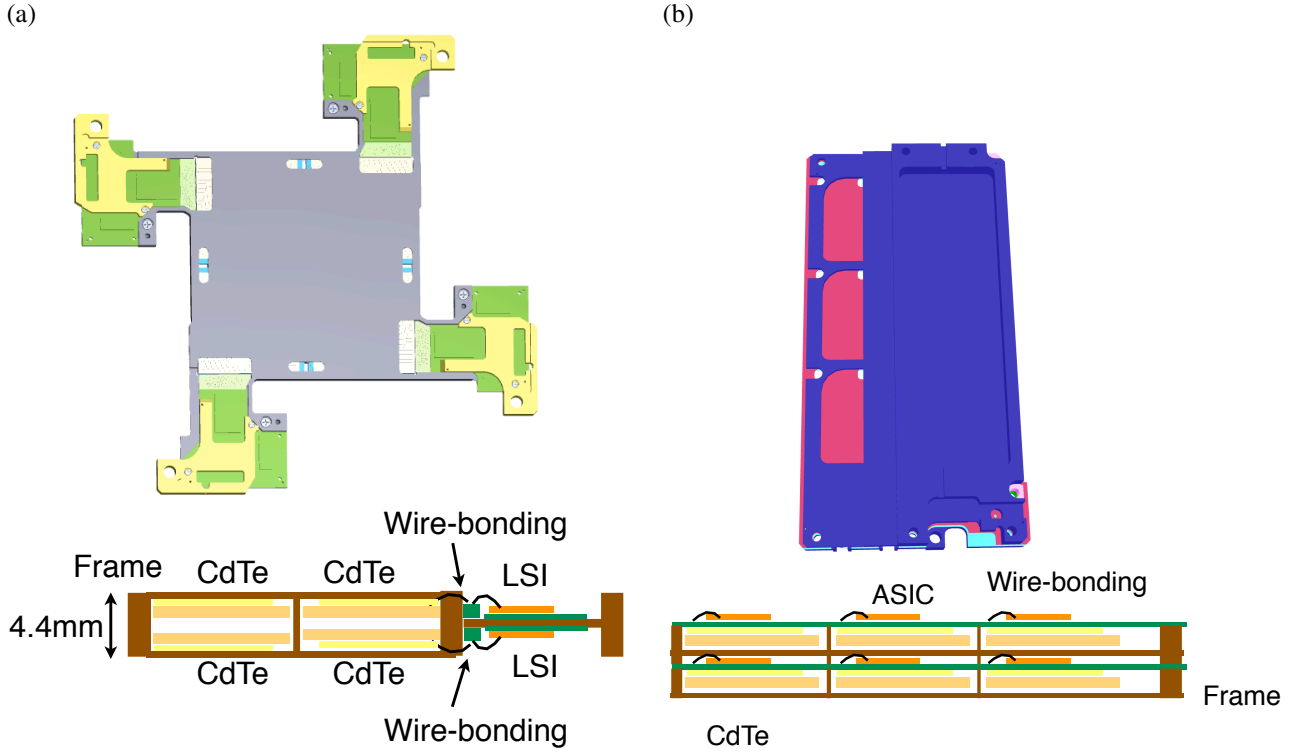 (a)
(b)
Wire-bonding
Frame
CdTe
CdTe
LSI
4.4mm
CdTe
CdTe
LSI
Wire-bonding
ASIC
Wire-bonding
Frame
CdTe